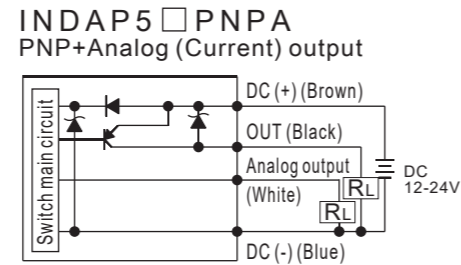 INDAP5□PNPA
PNP+Analog (Current) output
Switch main circuit
DC (+) (Brown)
OUT (Black)
Analog output
(White)
DC (-) (Blue)
RL
RL
DC
12-24V